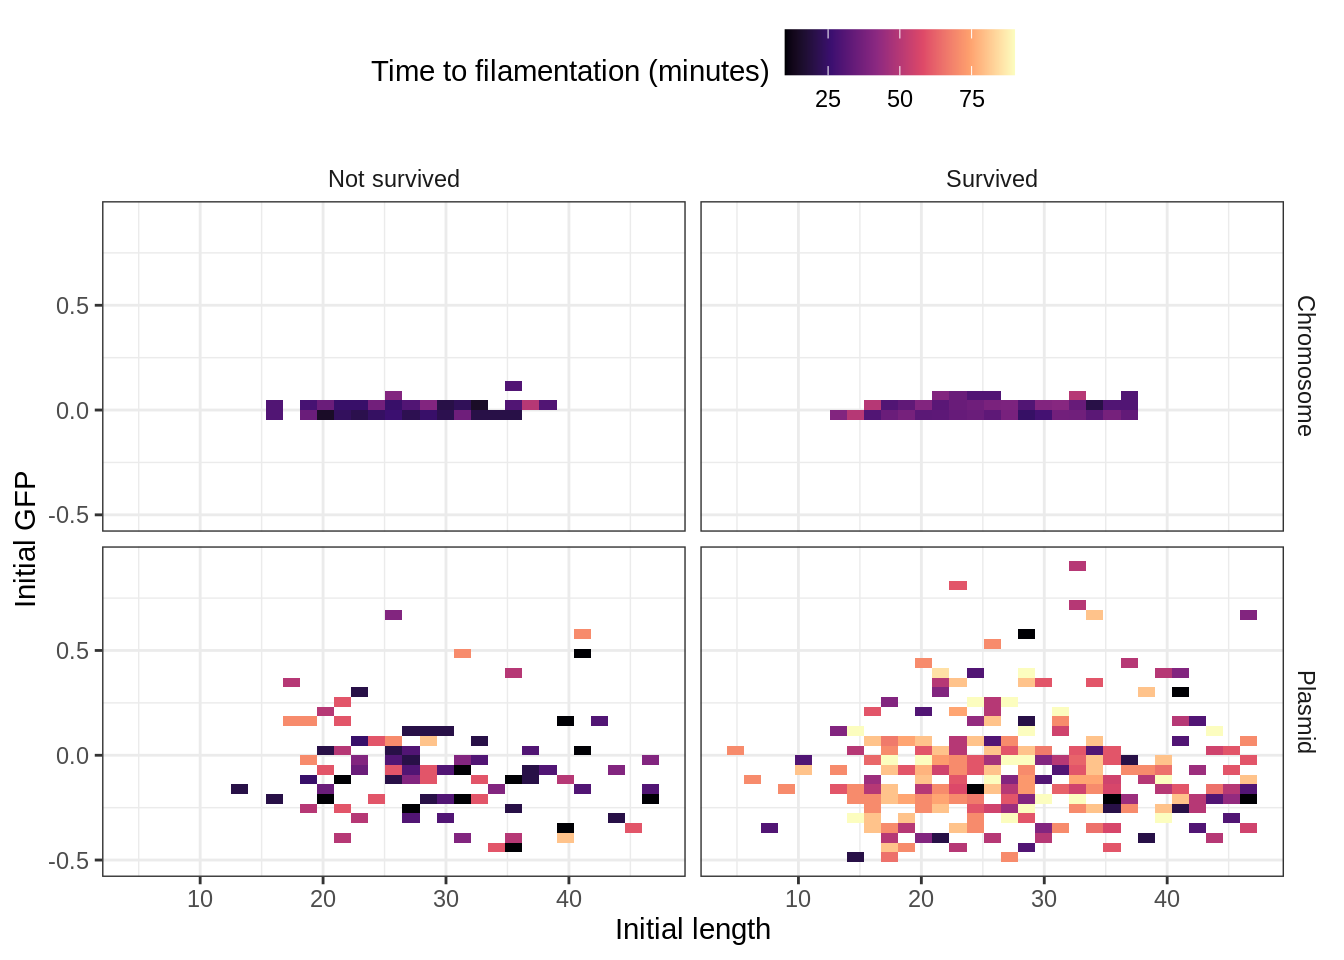 Time to filamentation (minutes)
25 50 75
Not survived
Survived
Initial GFP
0.5
0.0
-0.5
Chromosome
0.5
0.0
-0.5
Plasmid
10 20 30 40
10 20 30 40
Initial length